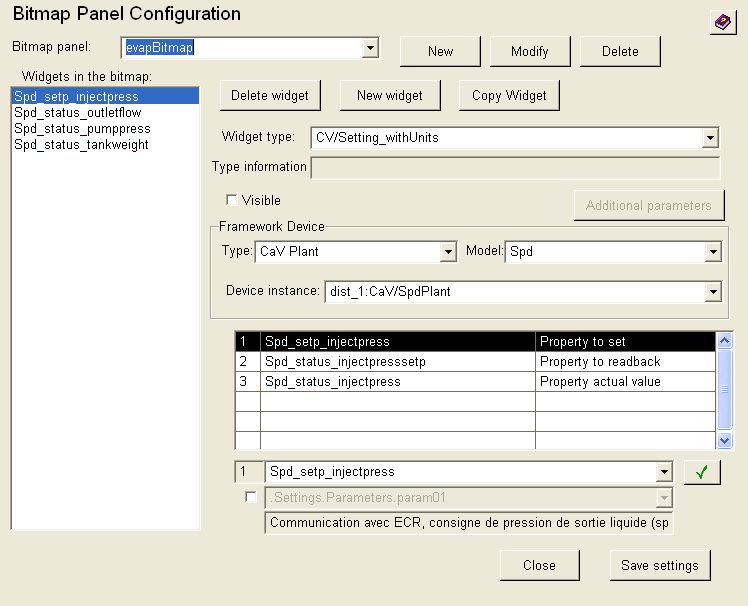 Bitmap Panel Configuration
Bitmap panel: evapBitmap New Modify Delete
Widgets in the bitmap:
Spd_setp_injectpress
Spd_status_outletflow
Spd_status_pumppress
Spd_status_tankweight
Delete widget New widget Copy Widget
Widget type: CV/Setting_withUnits
Type information
Visible
Additional parameters
Framework Device
Type: CaV Plant Model: Spd
Device instance: dist_1:CaV/SpdPlant
1 Spd_setp_injectpress Property to set
2 Spd_status_injectpresssetp Property to readback
3 Spd_status_injectpress Property actual value
1 Spd_setp_injectpress
.Settings.Parameters.param01
Communication avec ECR, consigne de pression de sortie liquide (sp
Close Save settings